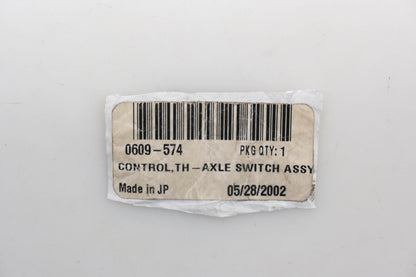 0609-574 PKG QTY: 1
CONTROL,TH-AXLE SWITCH ASSY
Made in JP 05/28/2002